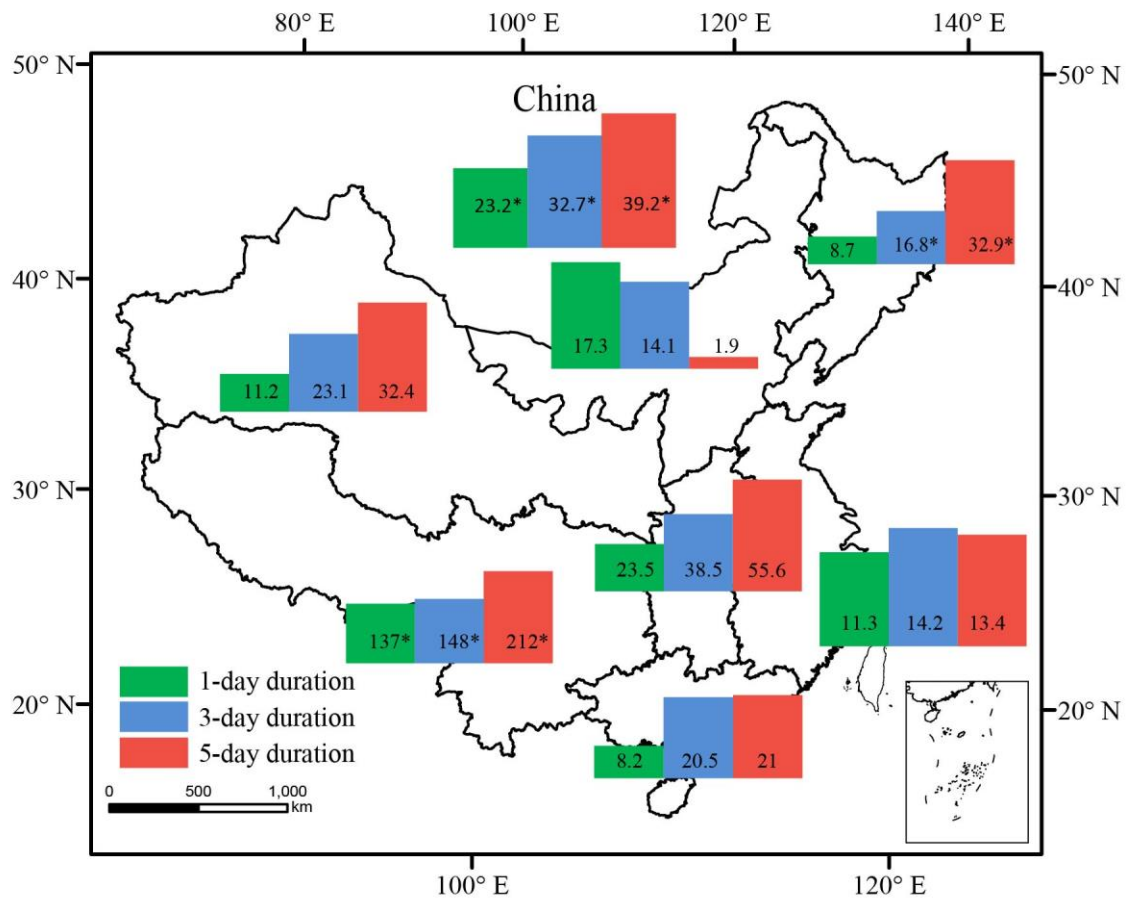 80° E 100° E 120° E 140° E
50° N 50° N
China
23.2* 32.7* 39.2*
8.7 16.8* 32.9*
40° N 40° N
17.3 14.1 1.9
11.2 23.1 32.4
30° N 30° N
23.5 38.5 55.6
11.3 14.2 13.4
137* 148* 212*
1-day duration
3-day duration
5-day duration
20° N 20° N
8.2 20.5 21
0 500 1,000
km
100° E 120° E